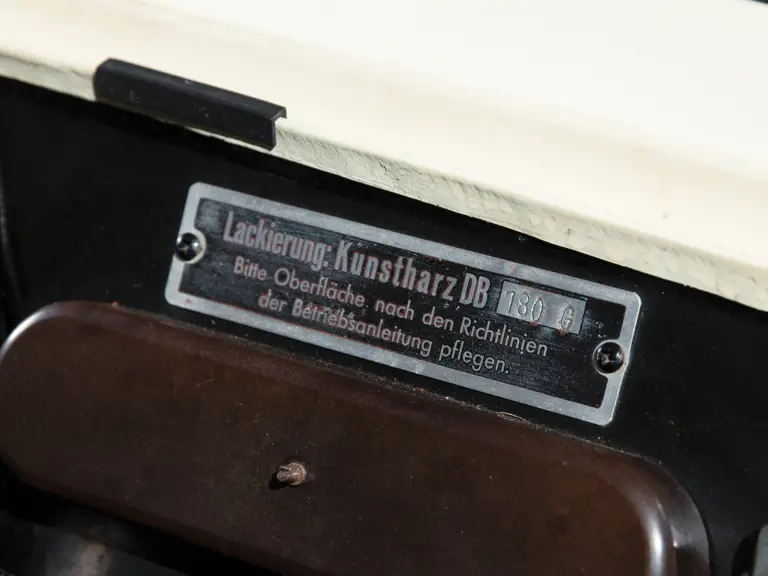 Lackierung: Kunstharz DB 180 G
Bitte Oberfläche nach den Richtlinien
der Betriebsanleitung pflegen.